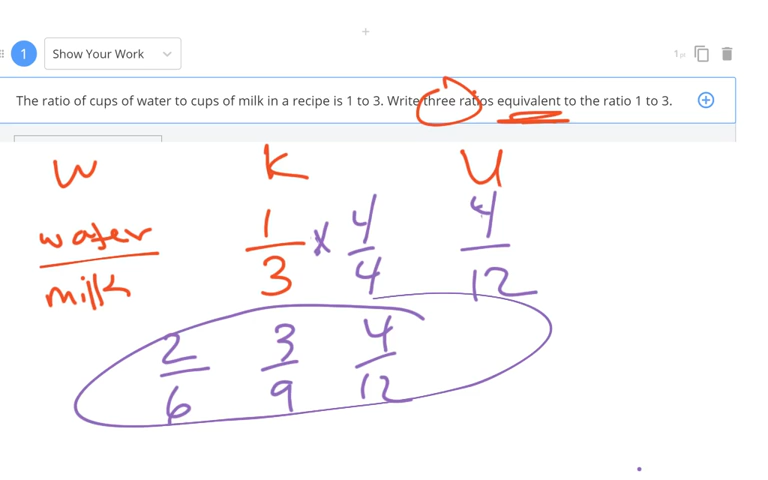 1 Show Your Work 1 pt
The ratio of cups of water to cups of milk in a recipe is 1 to 3. Write three ratios equivalent to the ratio 1 to 3.
W K U
water/milk 1/3 x 4/4 4/12
2/6 3/9 4/12